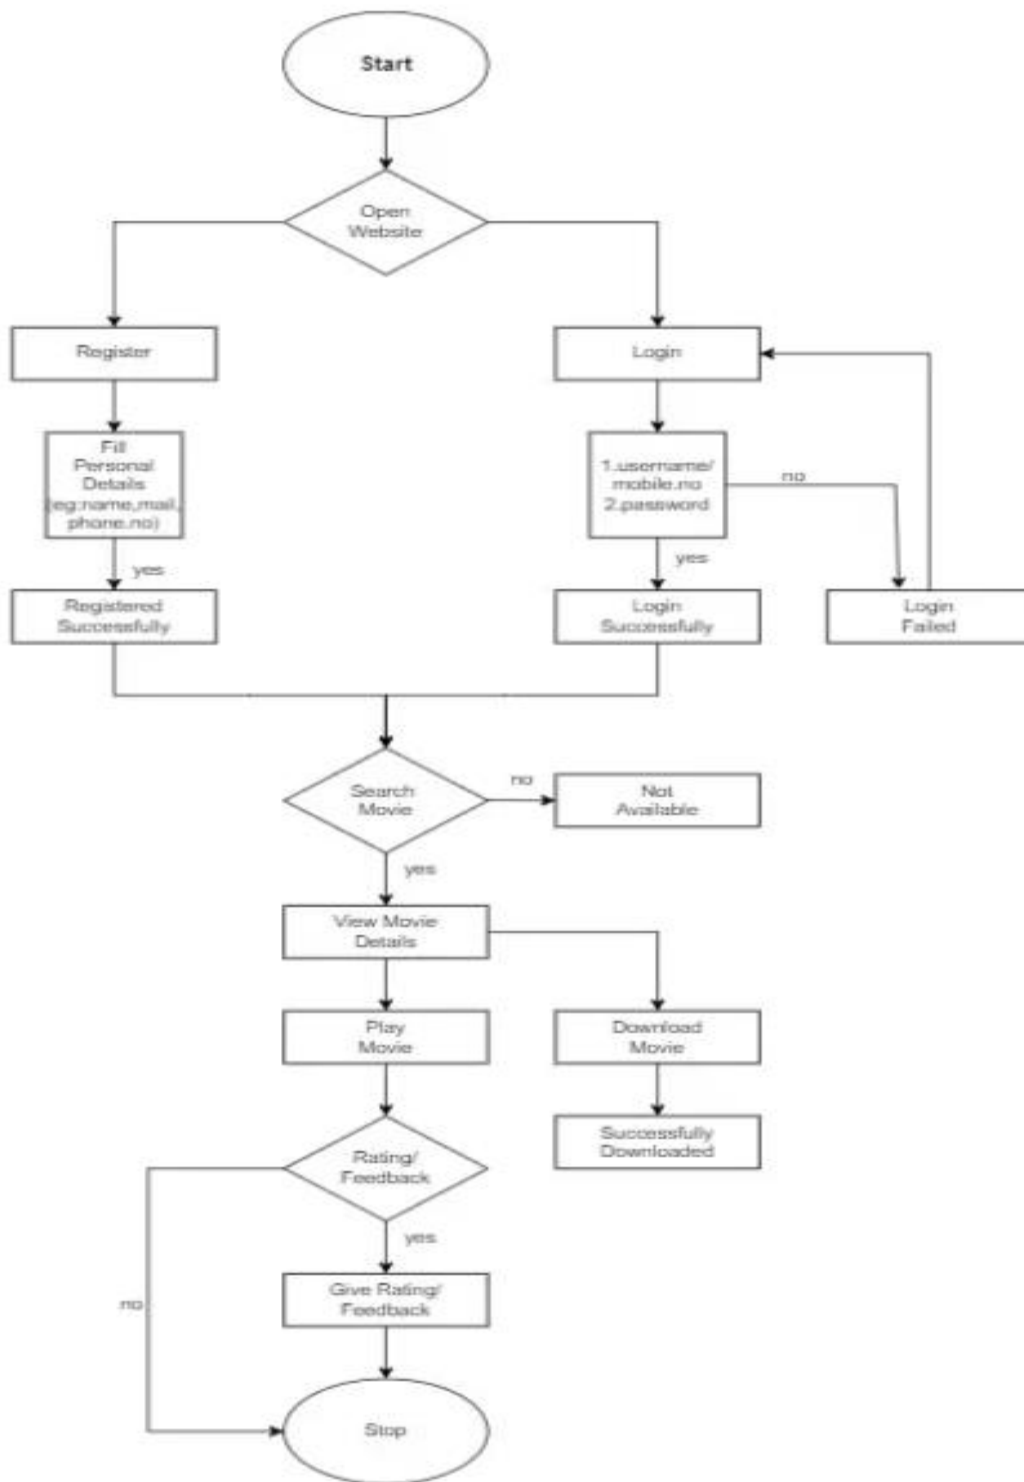 Start
Open
Website
Register
Login
Fill
Personal
Details
(eg:name,mail,
phone.no)
1.username/
mobile.no
2.password
no
yes
yes
Registered
Successfully
Login
Successfully
Login
Failed
Search
Movie
no
Not
Available
yes
View Movie
Details
Play
Movie
Download
Movie
Rating/
Feedback
Successfully
Downloaded
yes
Give Rating/
Feedback
no
Stop